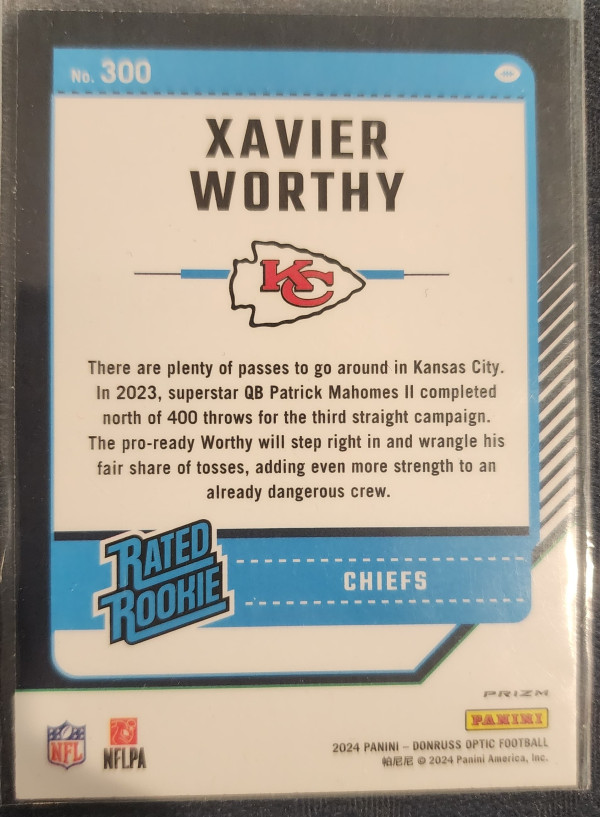 No. 300
XAVIER
WORTHY
KC
There are plenty of passes to go around in Kansas City.
In 2023, superstar QB Patrick Mahomes II completed
north of 400 throws for the third straight campaign.
The pro-ready Worthy will step right in and wrangle his
fair share of tosses, adding even more strength to an
already dangerous crew.
RATED
ROOKIE
CHIEFS
PRIZM
PANINI
NFL
NFLPA
2024 PANINI – DONRUSS OPTIC FOOTBALL
帕尼尼 © 2024 Panini America, Inc.